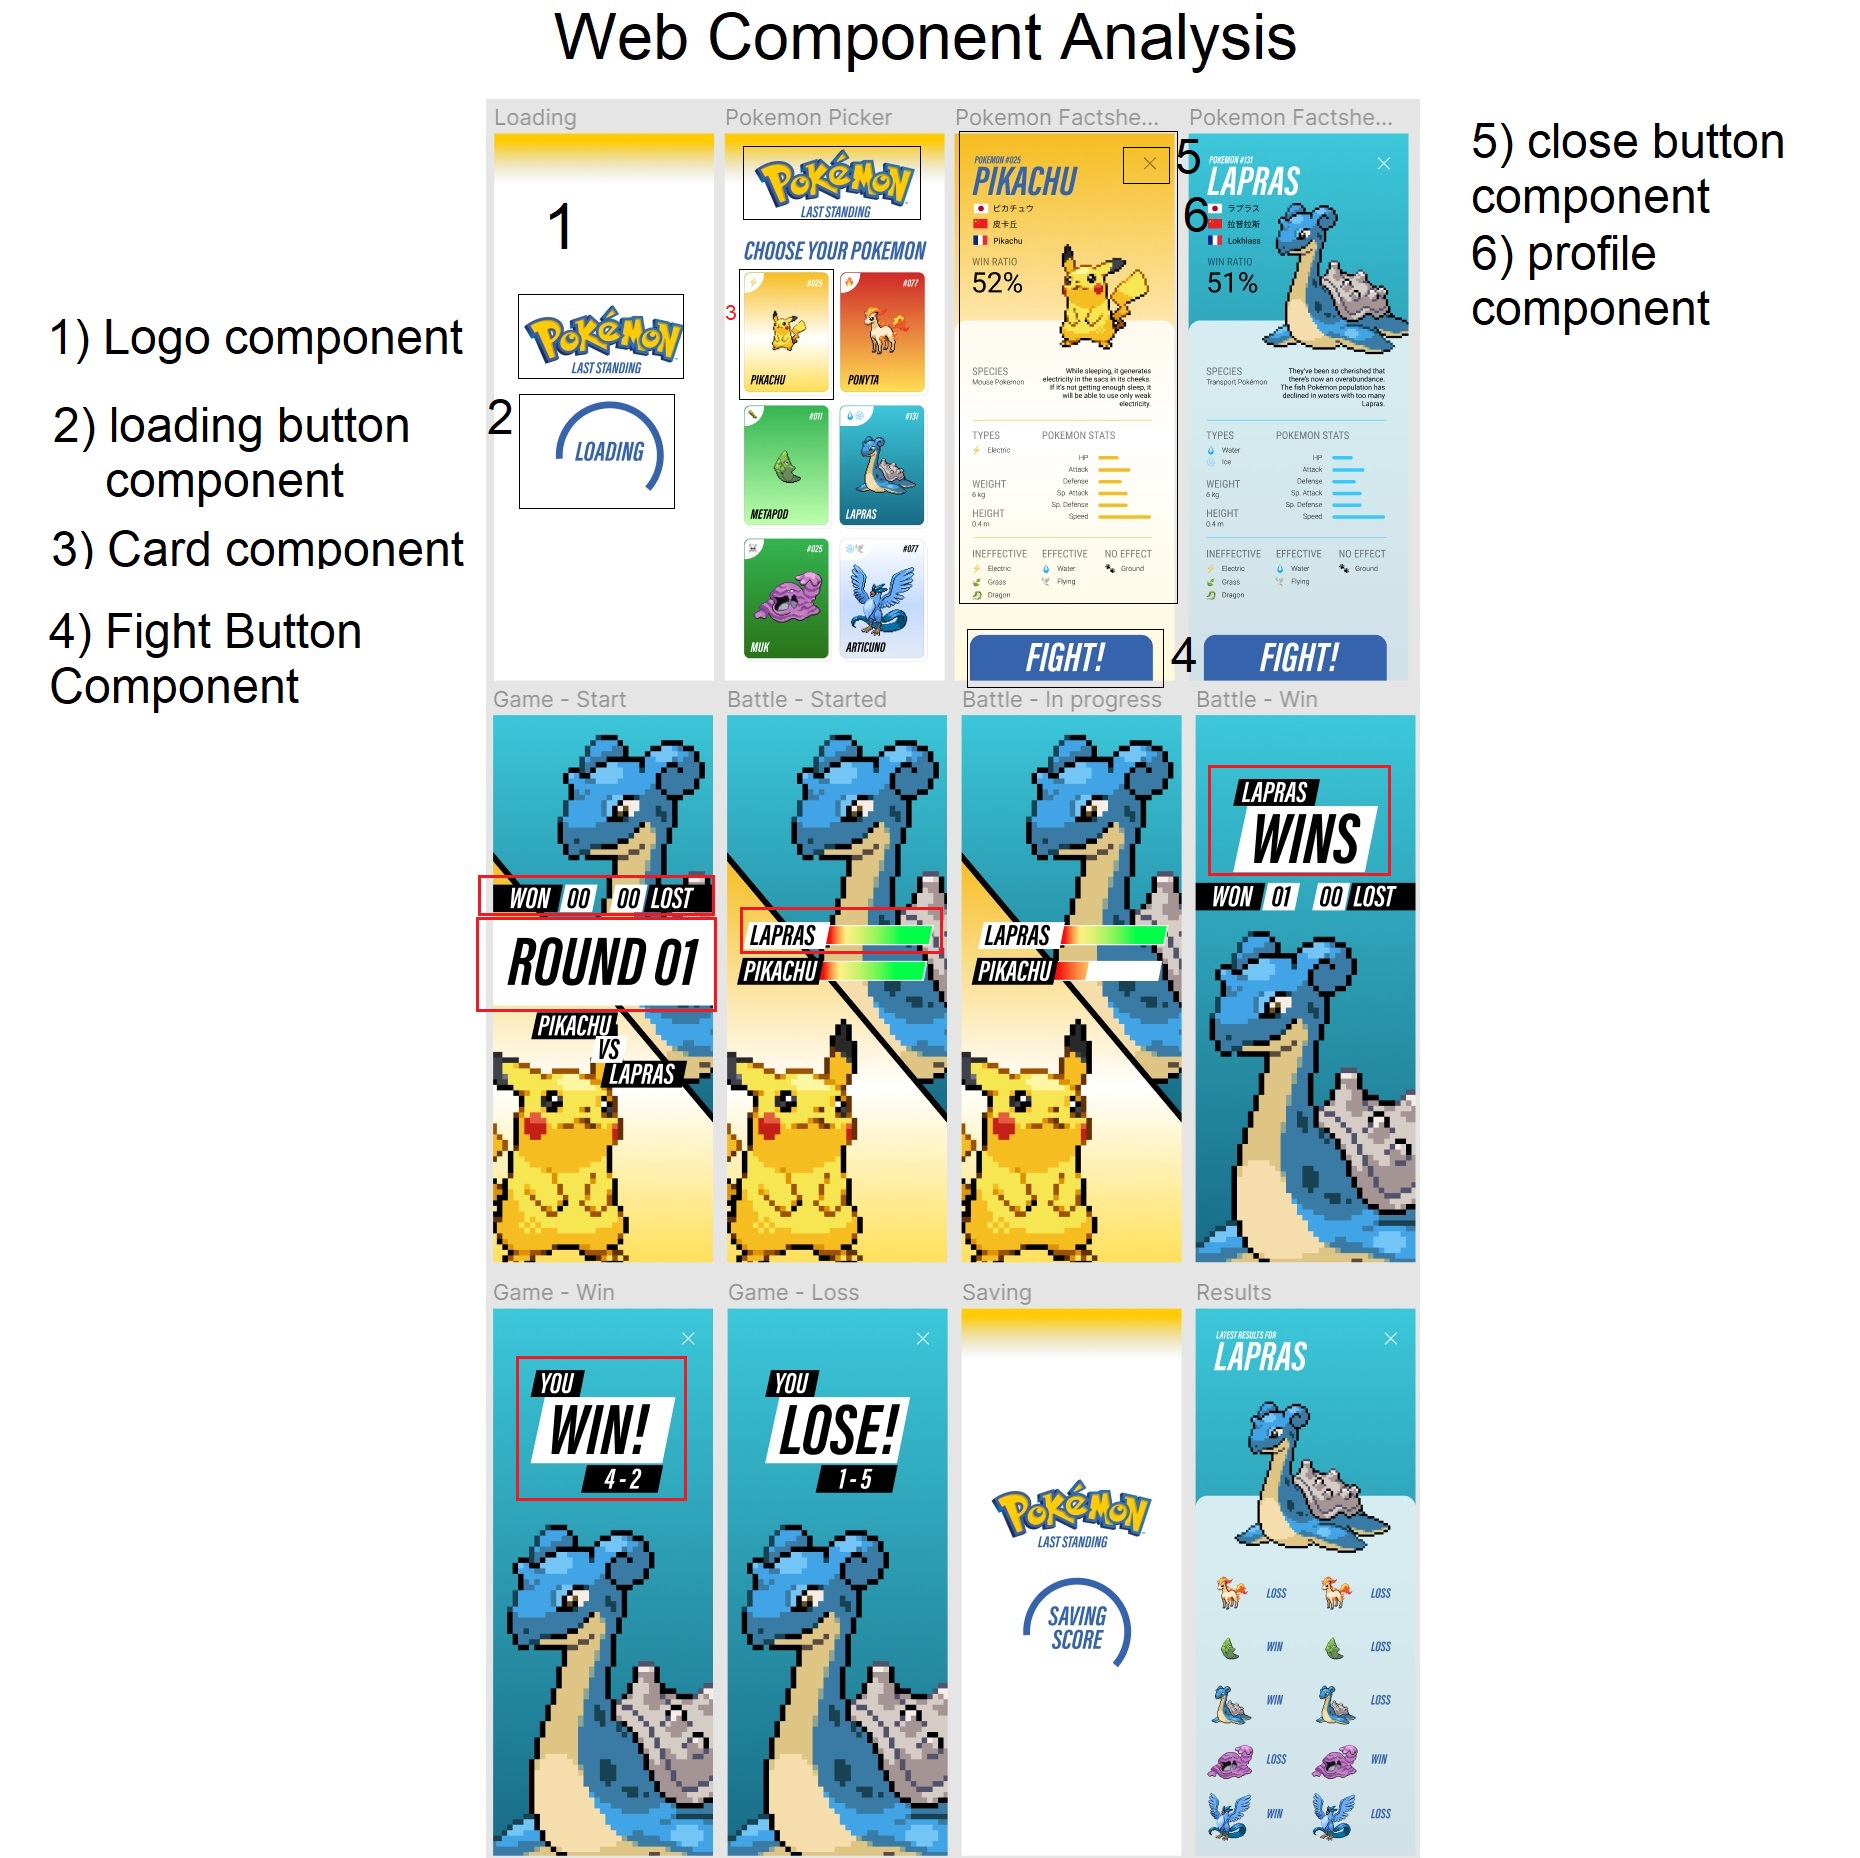 Web Component Analysis
1) Logo component
2) loading button
component
3) Card component
4) Fight Button
Component
5) close button
component
6) profile
component
Loading
1
POKéMON
LAST STANDING
2
LOADING
Pokemon Picker
POKéMON
LAST STANDING
CHOOSE YOUR POKEMON
3
#025
PIKACHU
#077
PONYTA
#011
METAPOD
#131
LAPRAS
#025
MUK
#077
ARTICUNO
Pokemon Factshe...
POKEMON #025
PIKACHU
5
ピカチュウ
皮卡丘
Pikachu
WIN RATIO
52%
SPECIES
Mouse Pokemon
While sleeping, it generates
electricity in the sacs in its cheeks.
If it's not getting enough sleep, it
will be able to use only weak
electricity.
TYPES
Electric
POKEMON STATS
HP
Attack
Defense
Sp. Attack
Sp. Defense
Speed
WEIGHT
6 kg
HEIGHT
0.4 m
INEFFECTIVE
Electric
Grass
Dragon
EFFECTIVE
Water
Flying
NO EFFECT
Ground
FIGHT!
4
Pokemon Factshe...
POKEMON #131
LAPRAS
6
ラプラス
拉普拉斯
Lokhlass
WIN RATIO
51%
SPECIES
Transport Pokémon
They've been so cherished that
there's now an overabundance.
The fish Pokémon population has
declined in waters with too many
Lapras.
TYPES
Water
Ice
POKEMON STATS
HP
Attack
Defense
Sp. Attack
Sp. Defense
Speed
WEIGHT
6 kg
HEIGHT
0.4 m
INEFFECTIVE
Electric
Grass
Dragon
EFFECTIVE
Water
Flying
NO EFFECT
Ground
FIGHT!
Game - Start
WON 00 00 LOST
ROUND 01
PIKACHU
VS
LAPRAS
Battle - Started
LAPRAS
PIKACHU
Battle - In progress
LAPRAS
PIKACHU
Battle - Win
LAPRAS
WINS
WON 01 00 LOST
Game - Win
YOU
WIN!
4 - 2
Game - Loss
YOU
LOSE!
1 - 5
Saving
POKéMON
LAST STANDING
SAVING
SCORE
Results
LATEST RESULTS FOR
LAPRAS
LOSS LOSS
WIN LOSS
WIN LOSS
LOSS WIN
WIN LOSS